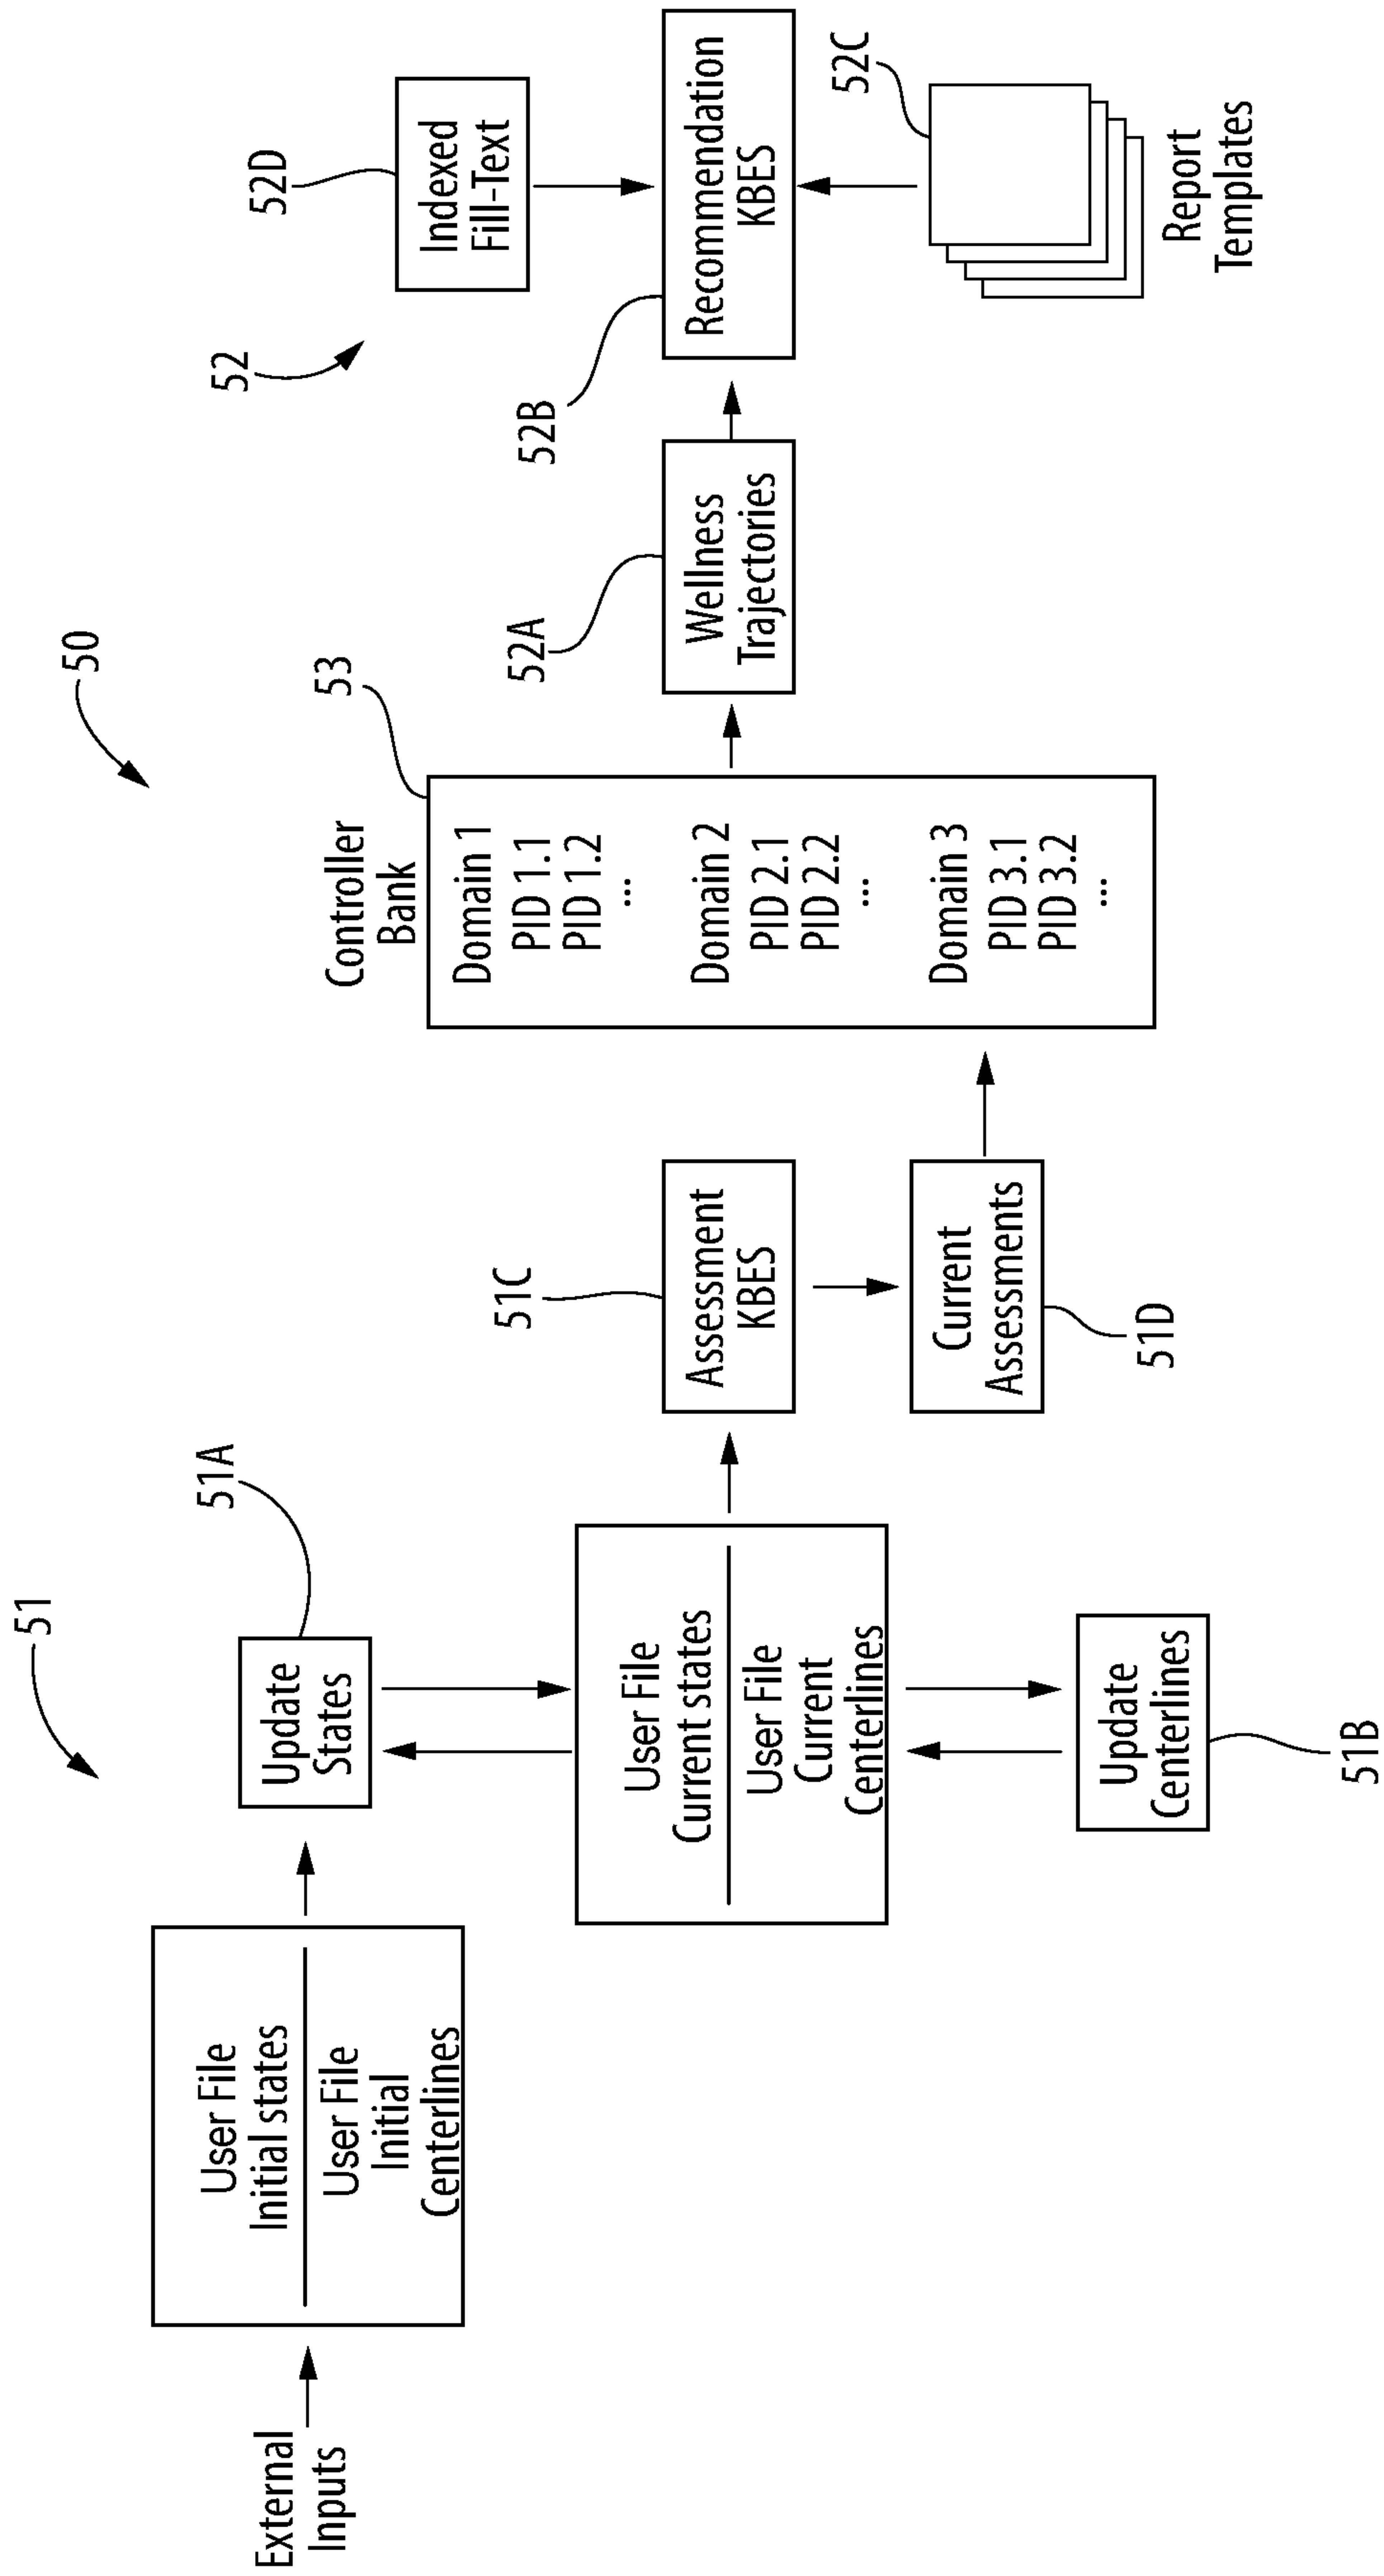 50
51
External
Inputs
User File
Initial states
User File
Initial
Centerlines
51A
Update
States
User File
Current states
User File
Current
Centerlines
Update
Centerlines
51B
51C
Assessment
KBES
Current
Assessments
51D
Controller
Bank
53
Domain 1
PID 1.1
PID 1.2
...
Domain 2
PID 2.1
PID 2.2
...
Domain 3
PID 3.1
PID 3.2
...
52A
Wellness
Trajectories
52
52D
Indexed
Fill-Text
52B
Recommendation
KBES
52C
Report
Templates